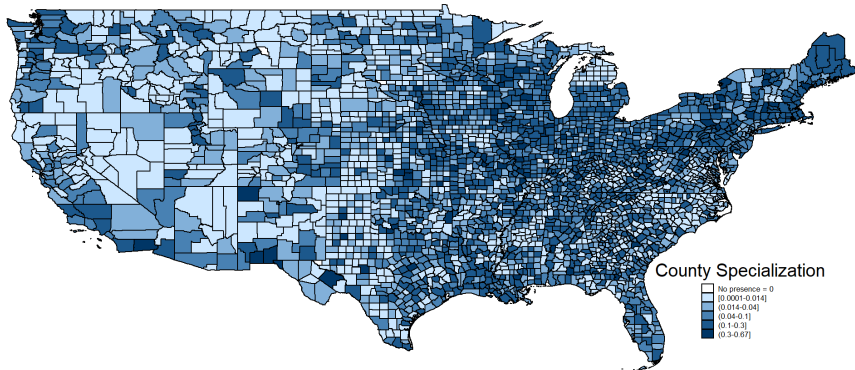 County Specialization
No presence = 0
[0.0001-0.014]
(0.014-0.04]
(0.04-0.1]
(0.1-0.3]
(0.3-0.67]